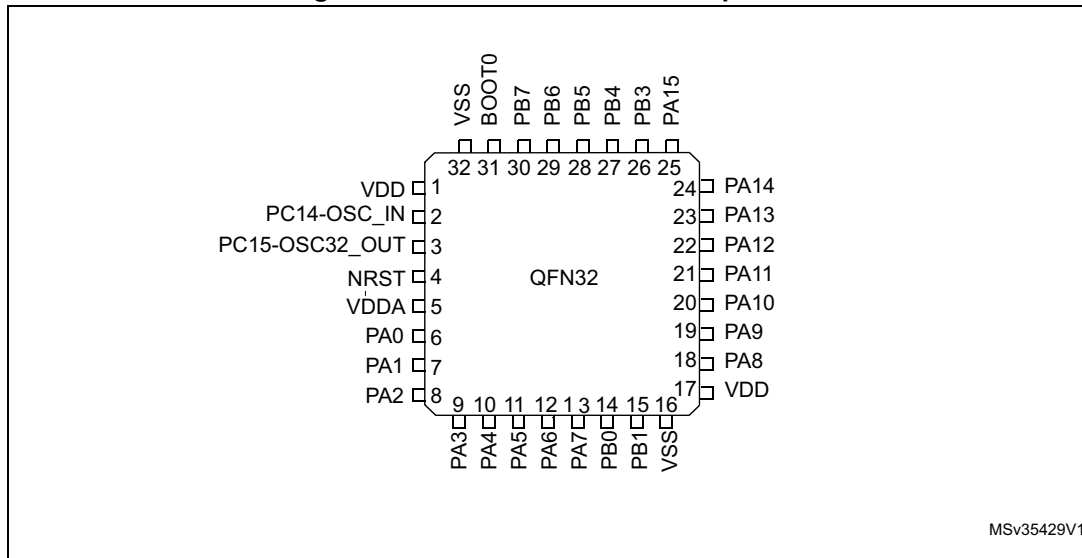 VSS
BOOT0
PB7
PB6
PB5
PB4
PB3
PA15
32 31 30 29 28 27 26 25
VDD 1
PC14-OSC_IN 2
PC15-OSC32_OUT 3
NRST 4
VDDA 5
PA0 6
PA1 7
PA2 8
QFN32
24 PA14
23 PA13
22 PA12
21 PA11
20 PA10
19 PA9
18 PA8
17 VDD
9 10 11 12 1 3 14 15 16
PA3
PA4
PA5
PA6
PA7
PB0
PB1
VSS
MSv35429V1